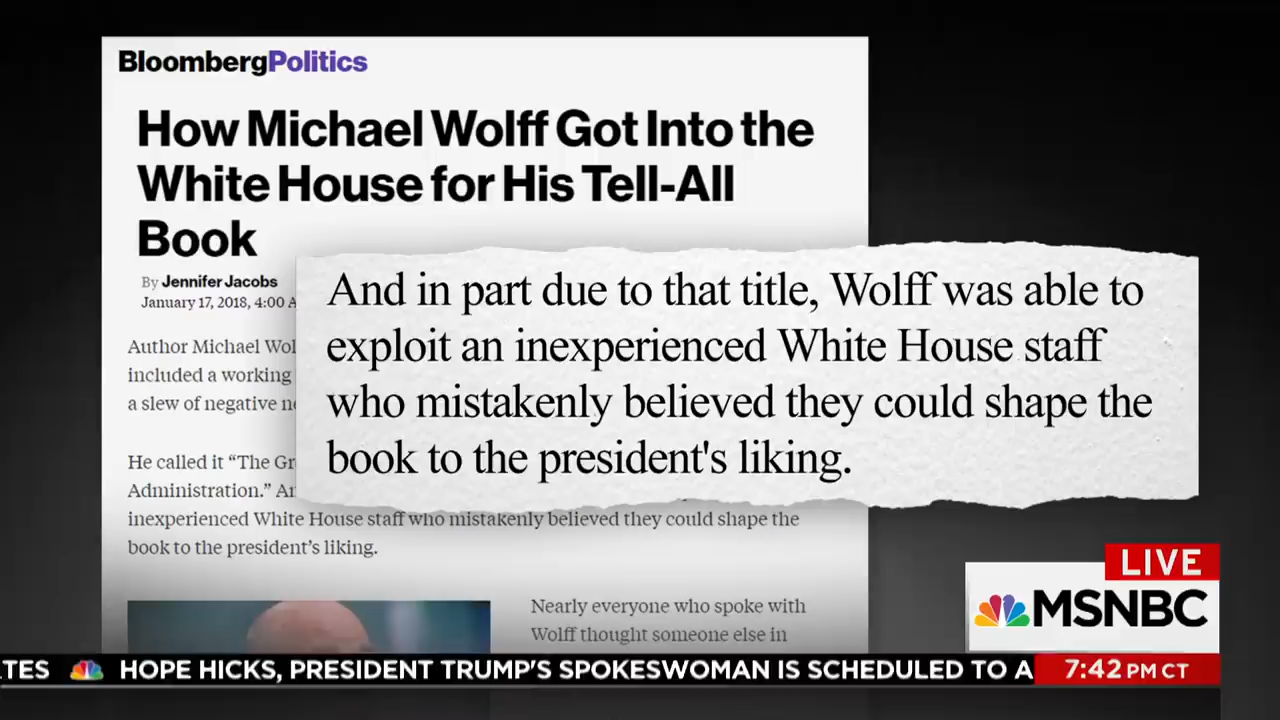 BloombergPolitics
How Michael Wolff Got Into the
White House for His Tell-All
Book
By Jennifer Jacobs
January 17, 2018, 4:00 A
And in part due to that title, Wolff was able to
exploit an inexperienced White House staff
who mistakenly believed they could shape the
book to the president's liking.
Author Michael Wol
included a working
a slew of negative ne
He called it “The Gr
Administration.” An
inexperienced White House staff who mistakenly believed they could shape the
book to the president’s liking.
Nearly everyone who spoke with
Wolff thought someone else in
LIVE
MSNBC
TES HOPE HICKS, PRESIDENT TRUMP'S SPOKESWOMAN IS SCHEDULED TO A
7:42 PM CT